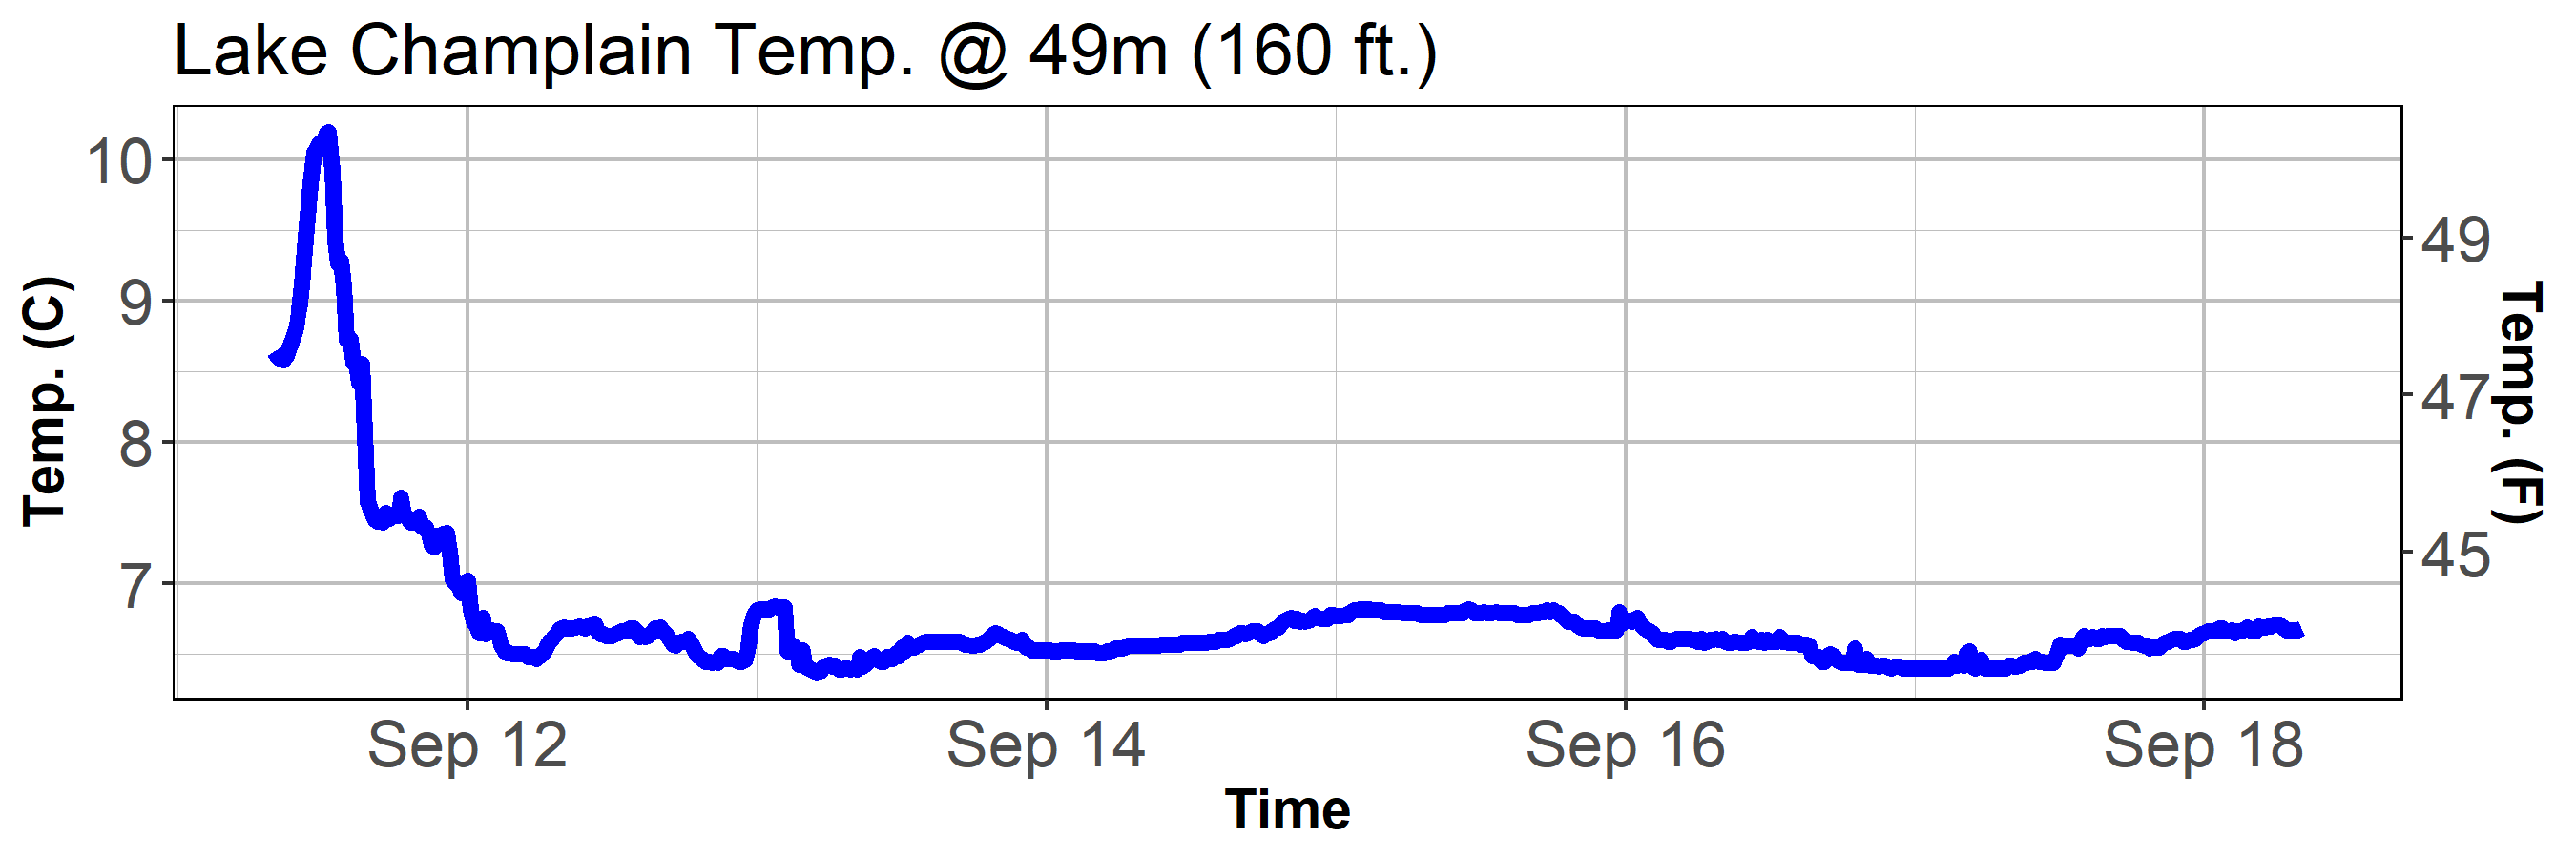 Lake Champlain Temp. @ 49m (160 ft.)
Temp. (C)
10
9
8
7
49
47
45
Temp. (F)
Sep 12
Sep 14
Sep 16
Sep 18
Time